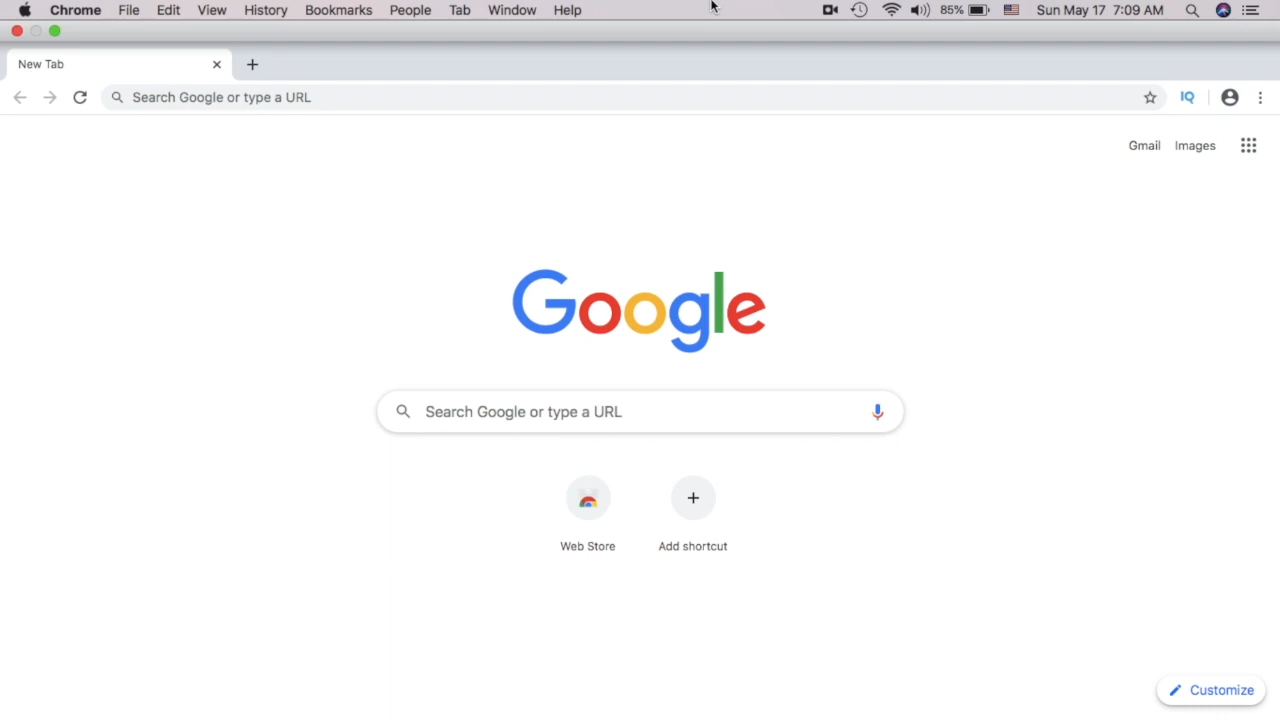 Chrome File Edit View History Bookmarks People Tab Window Help 85% Sun May 17 7:09 AM
New Tab
Search Google or type a URL
IQ
Gmail Images
Google
Search Google or type a URL
Web Store Add shortcut
Customize